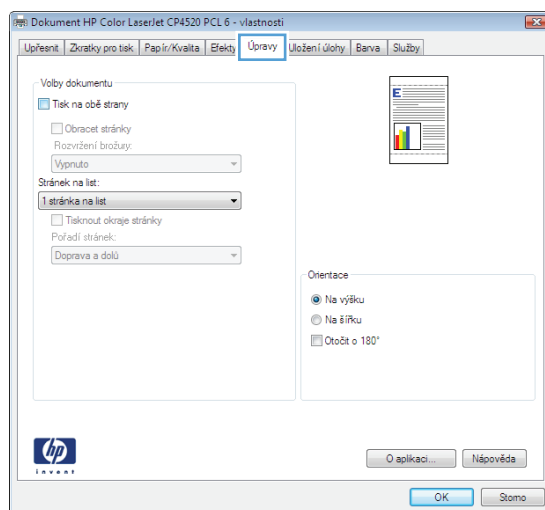 Dokument HP Color LaserJet CP4520 PCL 6 - vlastnosti
Upřesnit Zkratky pro tisk Papír/Kvalita Efekty Úpravy Uložení úlohy Barva Služby
Volby dokumentu
Tisk na obě strany
Obracet stránky
Rozvržení brožury:
Vypnuto
Stránek na list:
1 stránka na list
Tisknout okraje stránky
Pořadí stránek:
Doprava a dolů
E
Orientace
Na výšku
Na šířku
Otočit o 180°
hp
invent
O aplikaci... Nápověda
OK Storno